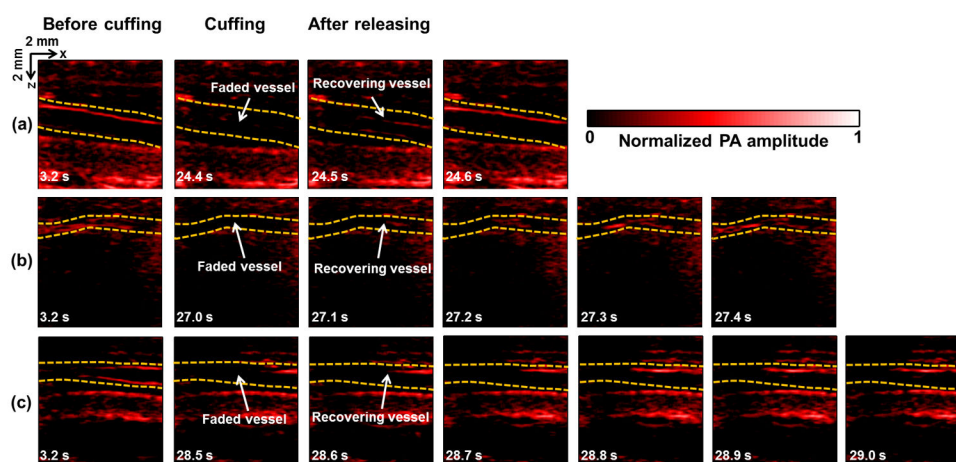 Before cuffing
Cuffing
After releasing
2 mm
x
2 mm
z
(a)
Faded vessel
Recovering vessel
3.2 s
24.4 s
24.5 s
24.6 s
0
Normalized PA amplitude
1
(b)
Faded vessel
Recovering vessel
3.2 s
27.0 s
27.1 s
27.2 s
27.3 s
27.4 s
(c)
Faded vessel
Recovering vessel
3.2 s
28.5 s
28.6 s
28.7 s
28.8 s
28.9 s
29.0 s